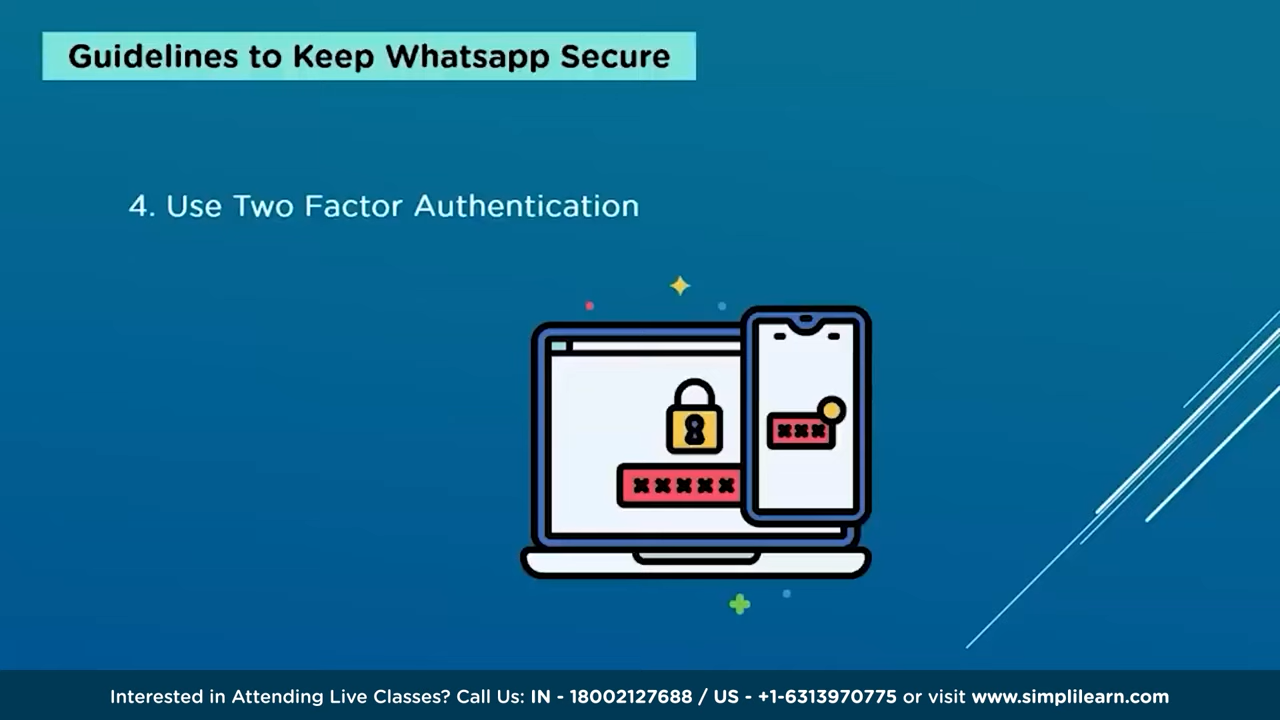 Guidelines to Keep Whatsapp Secure
4. Use Two Factor Authentication
Interested in Attending Live Classes? Call Us: IN - 18002127688 / US - +1-6313970775 or visit www.simplilearn.com